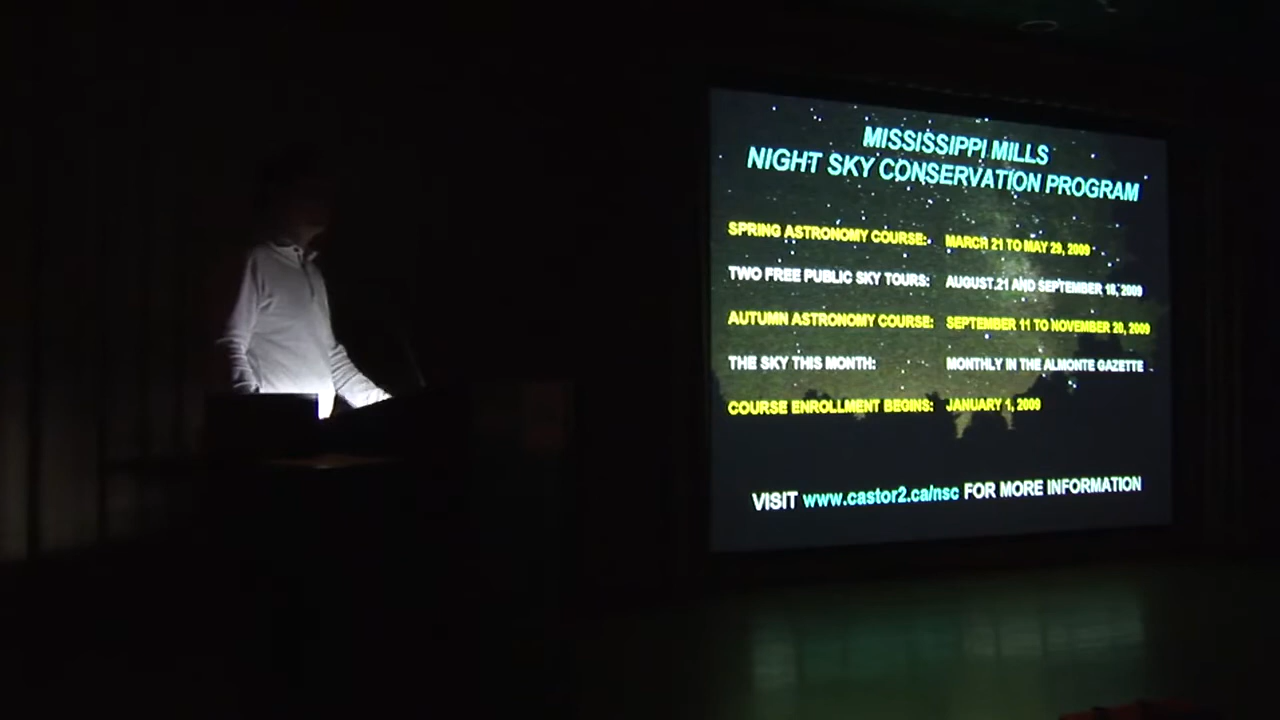 MISSISSIPPI MILLS
NIGHT SKY CONSERVATION PROGRAM
SPRING ASTRONOMY COURSE: MARCH 21 TO MAY 29, 2009
TWO FREE PUBLIC SKY TOURS: AUGUST 21 AND SEPTEMBER 18, 2009
AUTUMN ASTRONOMY COURSE: SEPTEMBER 11 TO NOVEMBER 20, 2009
THE SKY THIS MONTH: MONTHLY IN THE ALMONTE GAZETTE
COURSE ENROLLMENT BEGINS: JANUARY 1, 2009
VISIT www.castor2.ca/nsc FOR MORE INFORMATION